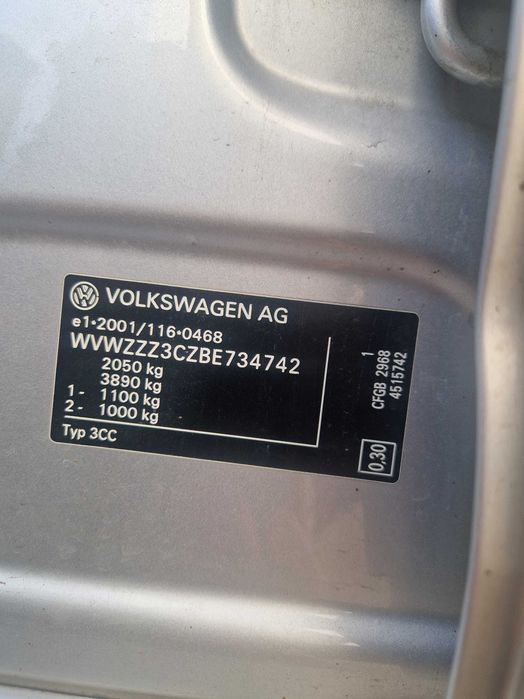 VOLKSWAGEN AG
e1*2001/116*0468
WVWZZZ3CZBE734742
2050 kg
3890 kg
1 - 1100 kg
2 - 1000 kg
Typ 3CC
1
CFGB 2968
4515742
0,30